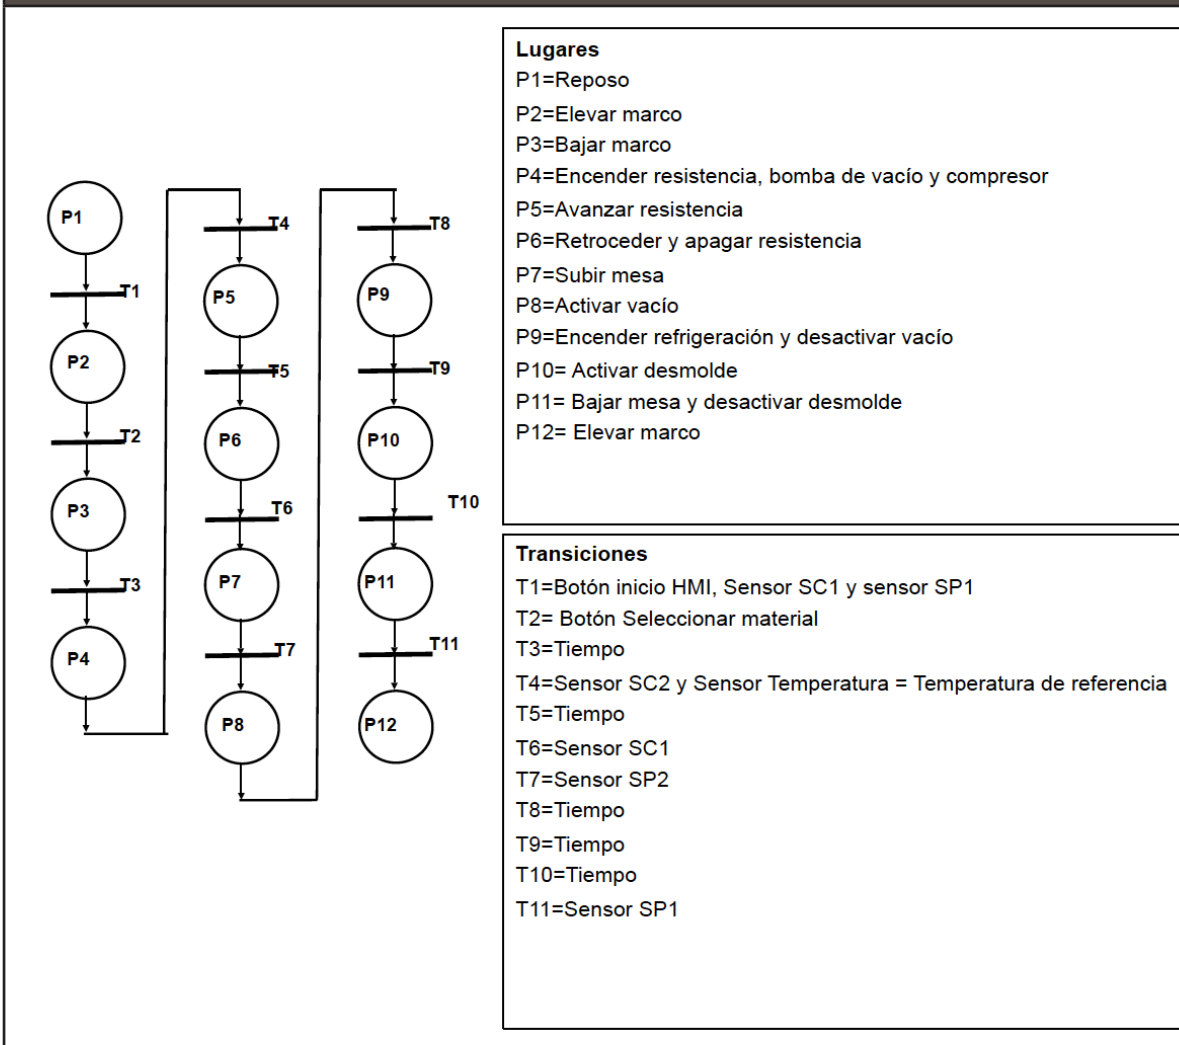 P1
T1
P2
T2
P3
T3
P4
T4
P5
T5
P6
T6
P7
T7
P8
T8
P9
T9
P10
T10
P11
T11
P12
Lugares
P1=Reposo
P2=Elevar marco
P3=Bajar marco
P4=Encender resistencia, bomba de vacío y compresor
P5=Avanzar resistencia
P6=Retroceder y apagar resistencia
P7=Subir mesa
P8=Activar vacío
P9=Encender refrigeración y desactivar vacío
P10= Activar desmolde
P11= Bajar mesa y desactivar desmolde
P12= Elevar marco
Transiciones
T1=Botón inicio HMI, Sensor SC1 y sensor SP1
T2= Botón Seleccionar material
T3=Tiempo
T4=Sensor SC2 y Sensor Temperatura = Temperatura de referencia
T5=Tiempo
T6=Sensor SC1
T7=Sensor SP2
T8=Tiempo
T9=Tiempo
T10=Tiempo
T11=Sensor SP1